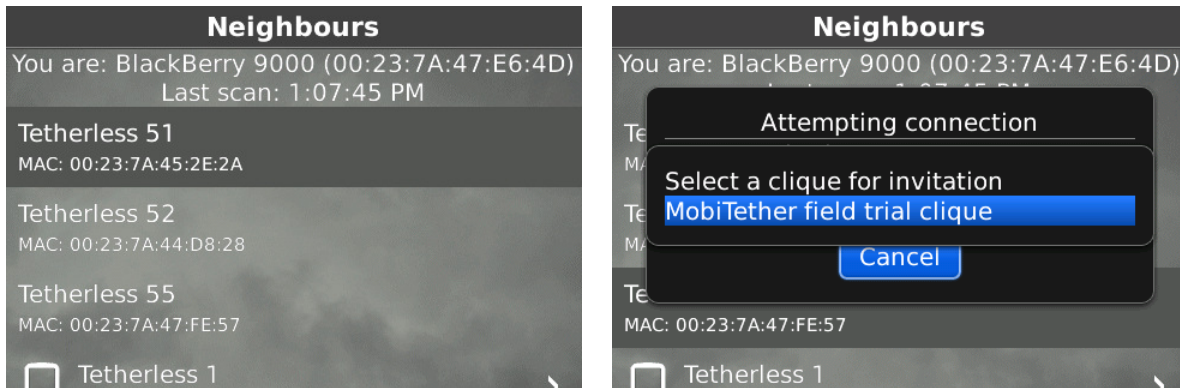 Neighbours
You are: BlackBerry 9000 (00:23:7A:47:E6:4D)
Last scan: 1:07:45 PM
Tetherless 51
MAC: 00:23:7A:45:2E:2A
Tetherless 52
MAC: 00:23:7A:44:D8:28
Tetherless 55
MAC: 00:23:7A:47:FE:57
Tetherless 1
Neighbours
You are: BlackBerry 9000 (00:23:7A:47:E6:4D)
Attempting connection
Select a clique for invitation
MobiTether field trial clique
Cancel
Te
MAC: 00:23:7A:47:FE:57
Tetherless 1